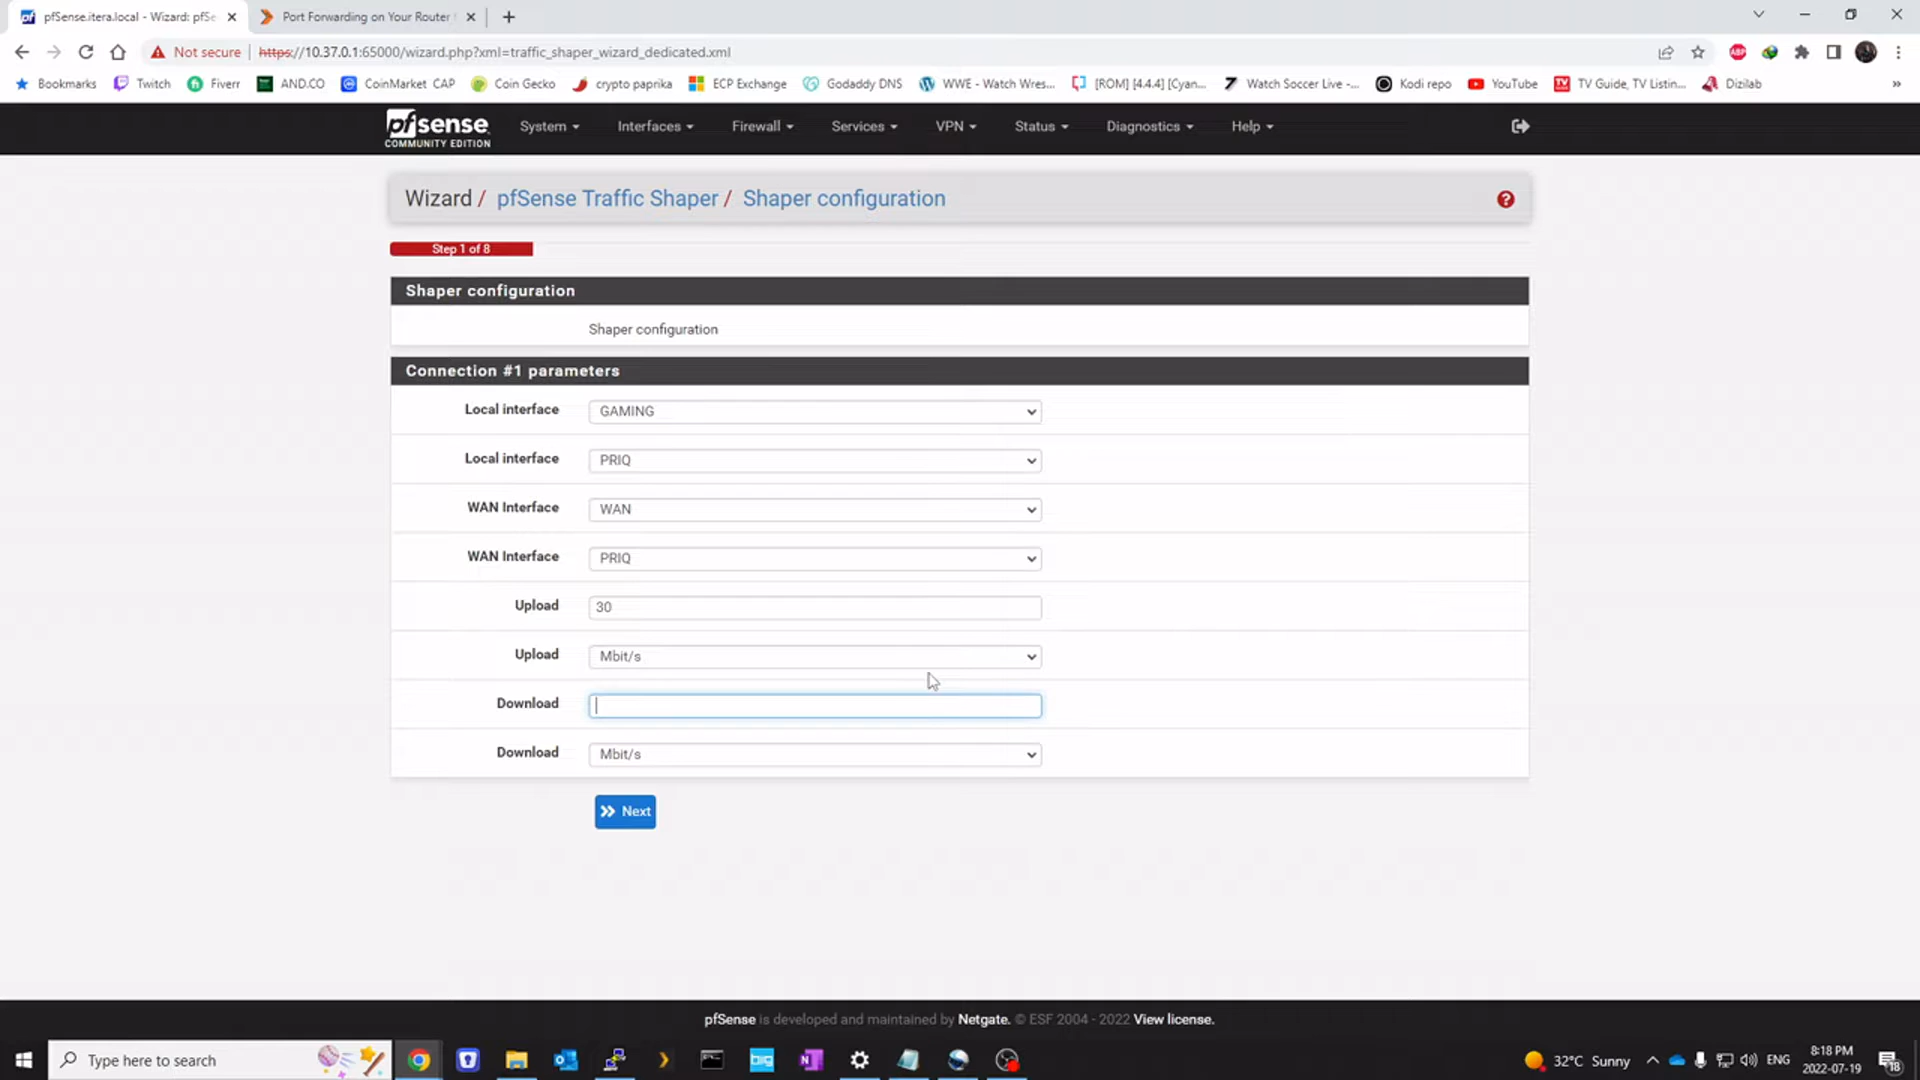 pfSense.itera.local - Wizard: pfSe
Port Forwarding on Your Router
Not secure
https://10.37.0.1:65000/wizard.php?xml=traffic_shaper_wizard_dedicated.xml
ABP
Bookmarks
Twitch
Fiverr
AND.CO
CoinMarket CAP
Coin Gecko
crypto paprika
ECP Exchange
Godaddy DNS
WWE - Watch Wres...
[ROM] [4.4.4] [Cyan...
Watch Soccer Live -...
Kodi repo
YouTube
TV Guide, TV Listin...
Dizilab
»
pfsense
COMMUNITY EDITION
System
Interfaces
Firewall
Services
VPN
Status
Diagnostics
Help
Wizard / pfSense Traffic Shaper / Shaper configuration
Step 1 of 8
Shaper configuration
Shaper configuration
Connection #1 parameters
Local interface
GAMING
Local interface
PRIQ
WAN Interface
WAN
WAN Interface
PRIQ
Upload
30
Upload
Mbit/s
Download
Download
Mbit/s
Next
pfSense is developed and maintained by Netgate. © ESF 2004 - 2022 View license.
Type here to search
32°C Sunny
ENG
8:18 PM
2022-07-19
18